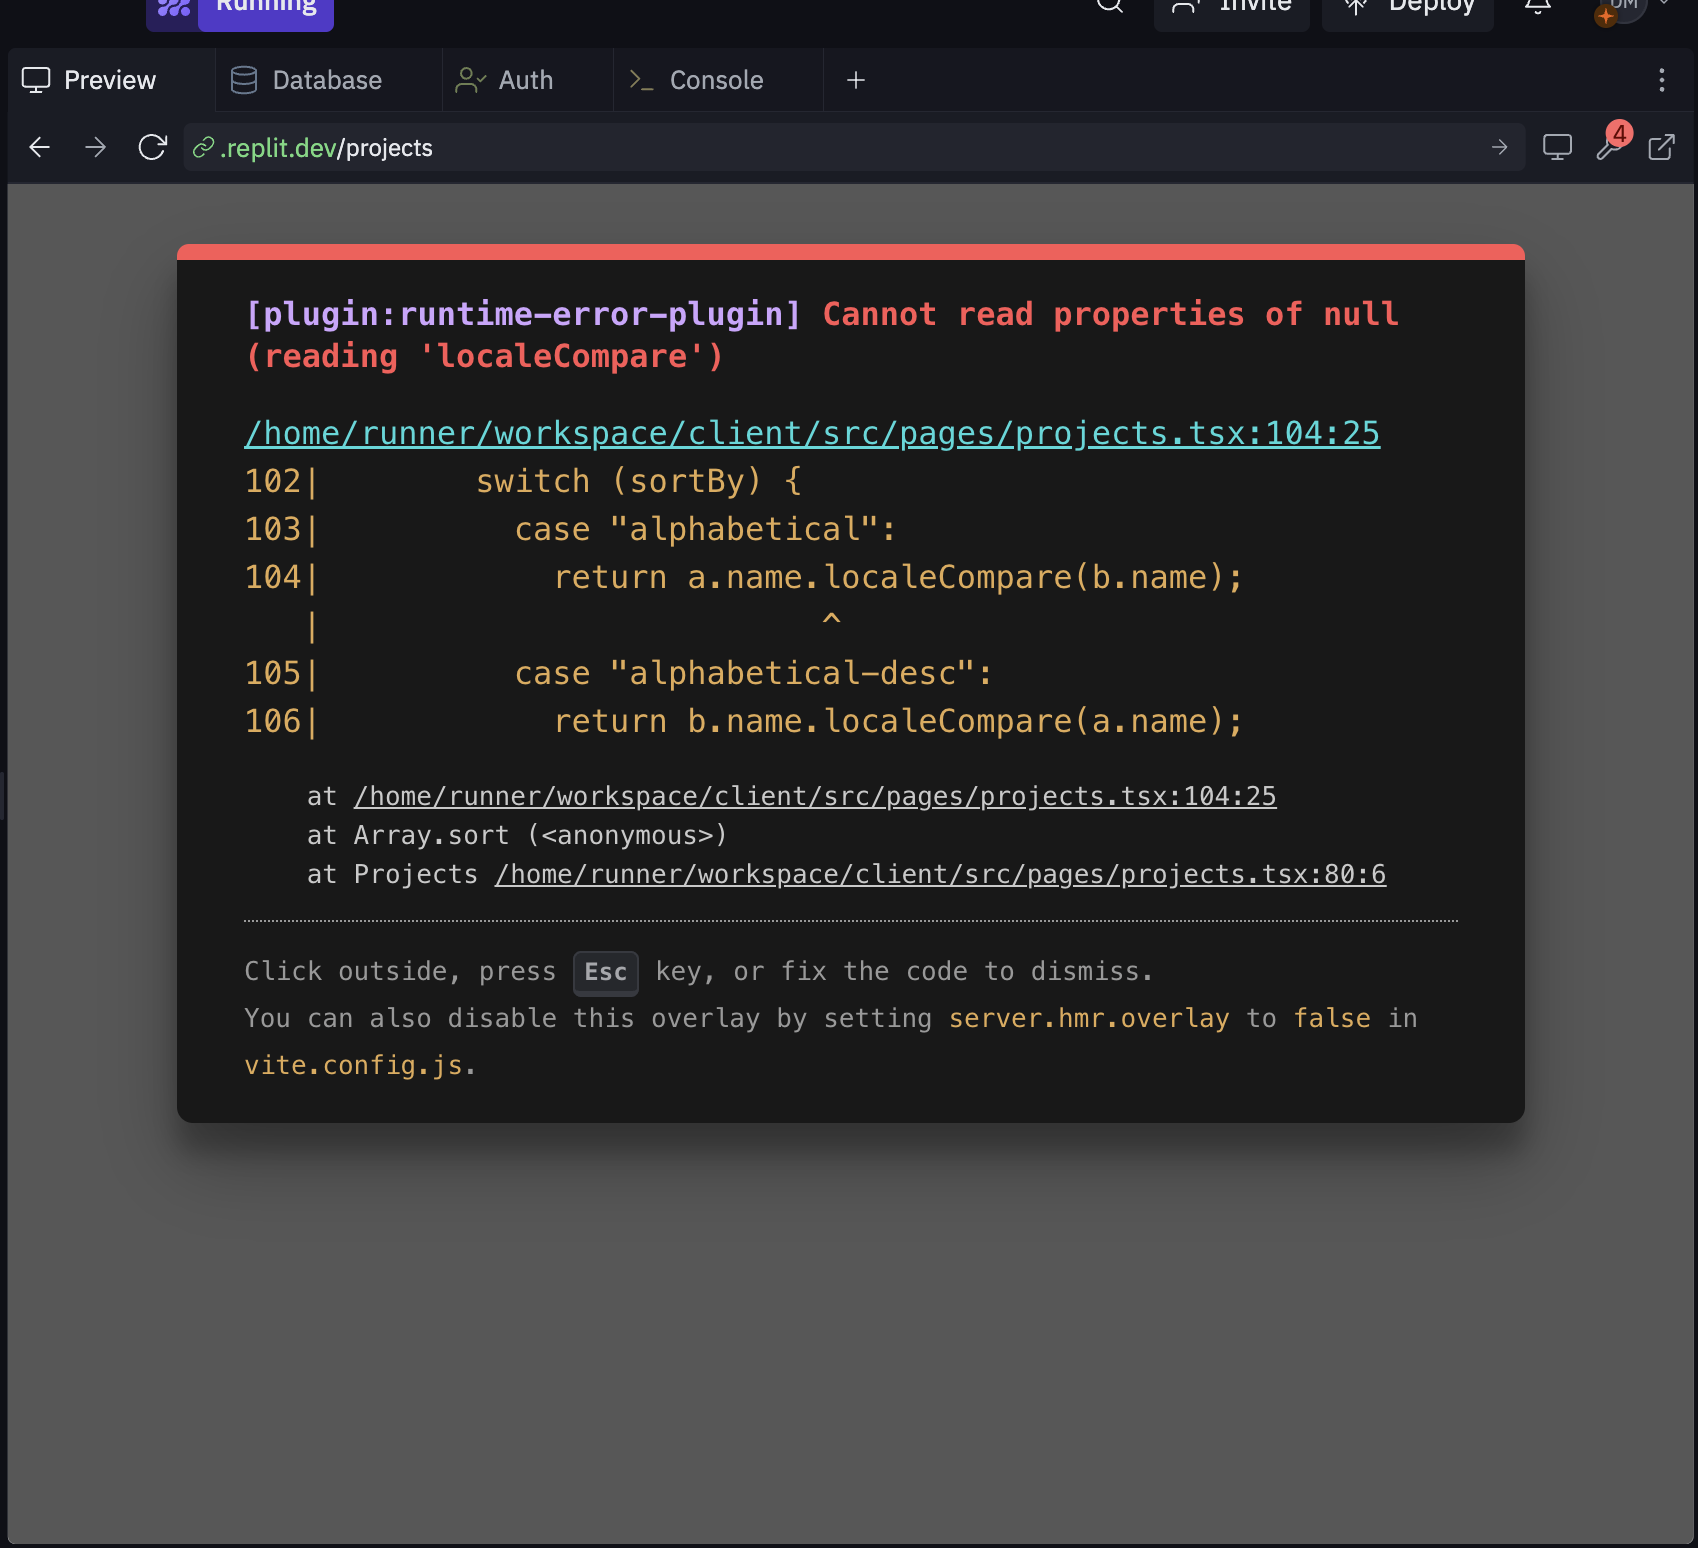 Running
Invite
Deploy
Preview
Database
Auth
Console
.replit.dev/projects
4
[plugin:runtime-error-plugin] Cannot read properties of null
(reading 'localeCompare')
/home/runner/workspace/client/src/pages/projects.tsx:104:25
102|        switch (sortBy) {
103|          case "alphabetical":
104|            return a.name.localeCompare(b.name);
   |                          ^
105|          case "alphabetical-desc":
106|            return b.name.localeCompare(a.name);
at /home/runner/workspace/client/src/pages/projects.tsx:104:25
at Array.sort (<anonymous>)
at Projects /home/runner/workspace/client/src/pages/projects.tsx:80:6
Click outside, press Esc key, or fix the code to dismiss.
You can also disable this overlay by setting server.hmr.overlay to false in
vite.config.js.